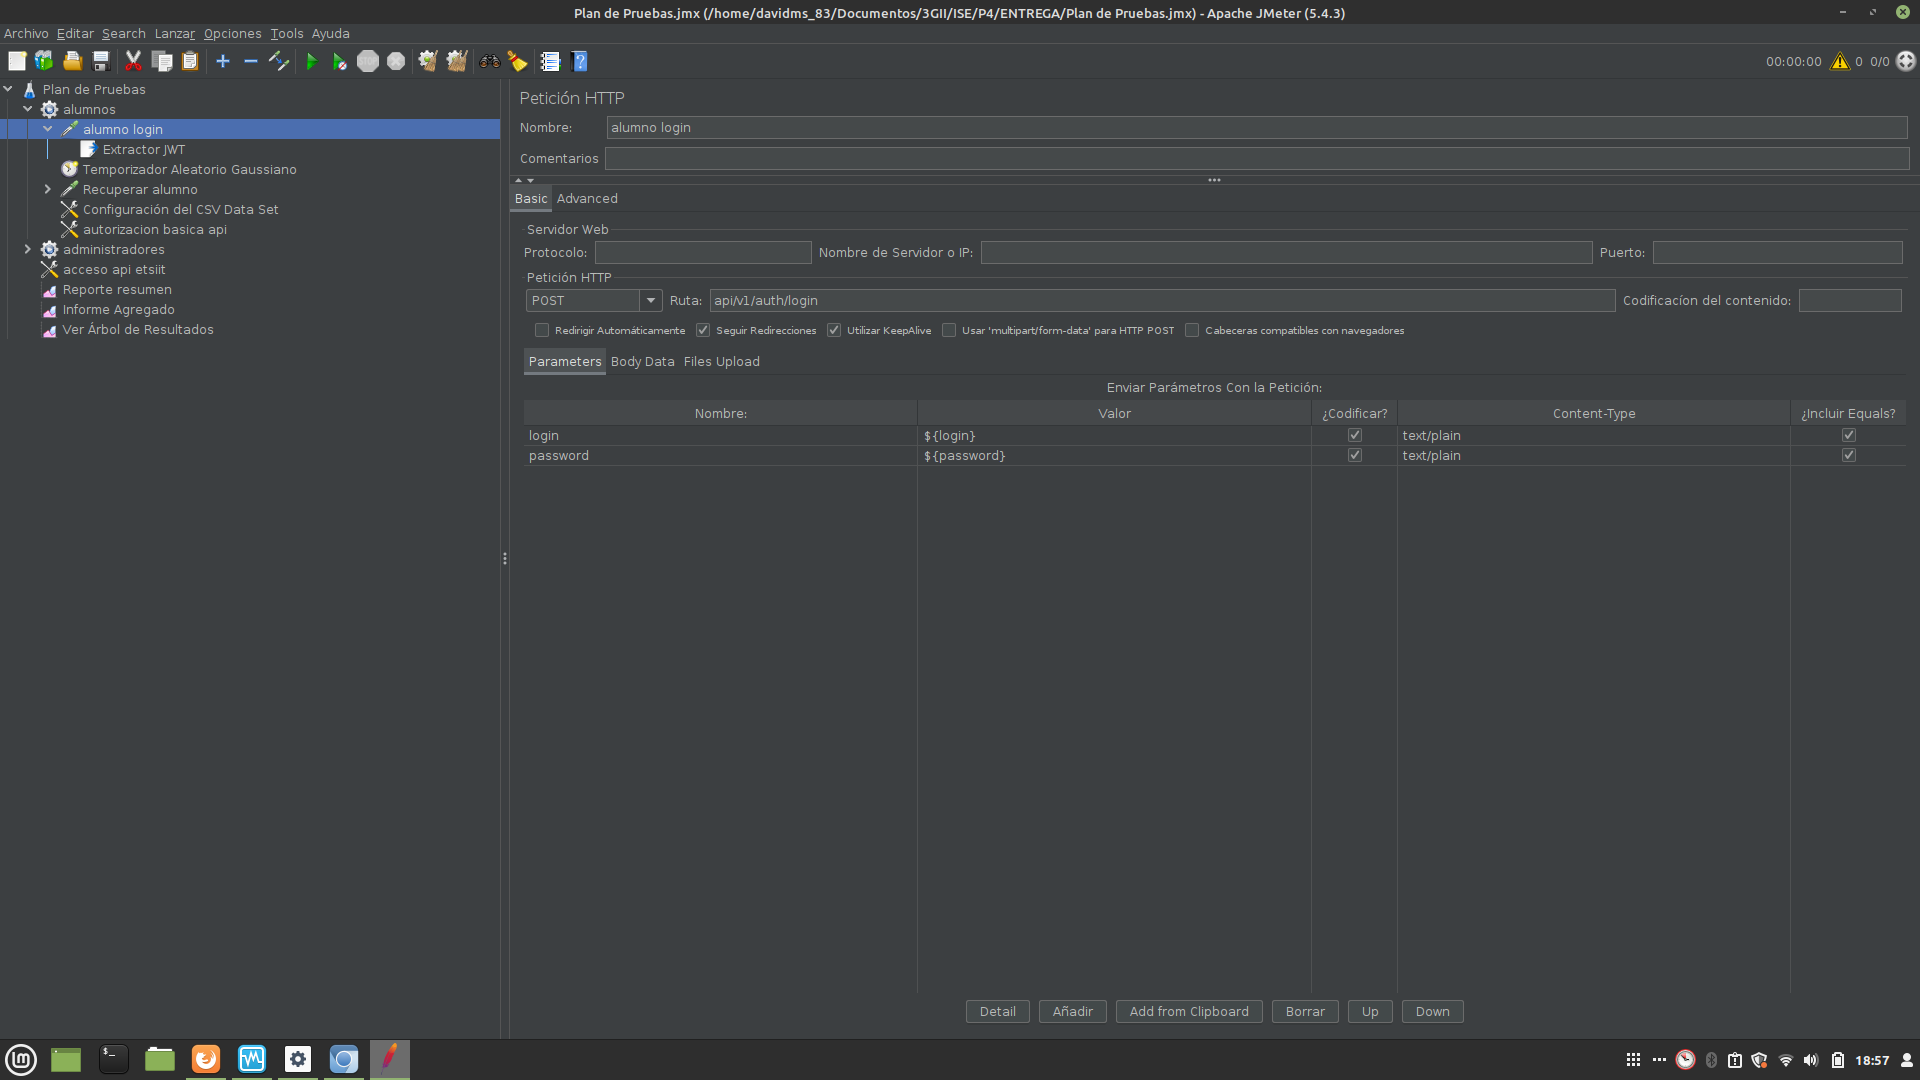 Plan de Pruebas.jmx (/home/davidms_83/Documentos/3GII/ISE/P4/ENTREGA/Plan de Pruebas.jmx) - Apache JMeter (5.4.3)
Archivo Editar Search Lanzar Opciones Tools Ayuda
00:00:00 0 0/0
Plan de Pruebas
alumnos
alumno login
Extractor JWT
Temporizador Aleatorio Gaussiano
Recuperar alumno
Configuración del CSV Data Set
autorizacion basica api
administradores
acceso api etsiit
Reporte resumen
Informe Agregado
Ver Árbol de Resultados
Petición HTTP
Nombre: alumno login
Comentarios
Basic Advanced
Servidor Web
Protocolo: Nombre de Servidor o IP: Puerto:
Petición HTTP
POST Ruta: api/v1/auth/login Codificacíon del contenido:
Redirigir Automáticamente Seguir Redirecciones Utilizar KeepAlive Usar 'multipart/form-data' para HTTP POST Cabeceras compatibles con navegadores
Parameters Body Data Files Upload
Enviar Parámetros Con la Petición:
Nombre: Valor ¿Codificar? Content-Type ¿Incluir Equals?
login ${login} text/plain
password ${password} text/plain
Detail Añadir Add from Clipboard Borrar Up Down
18:57